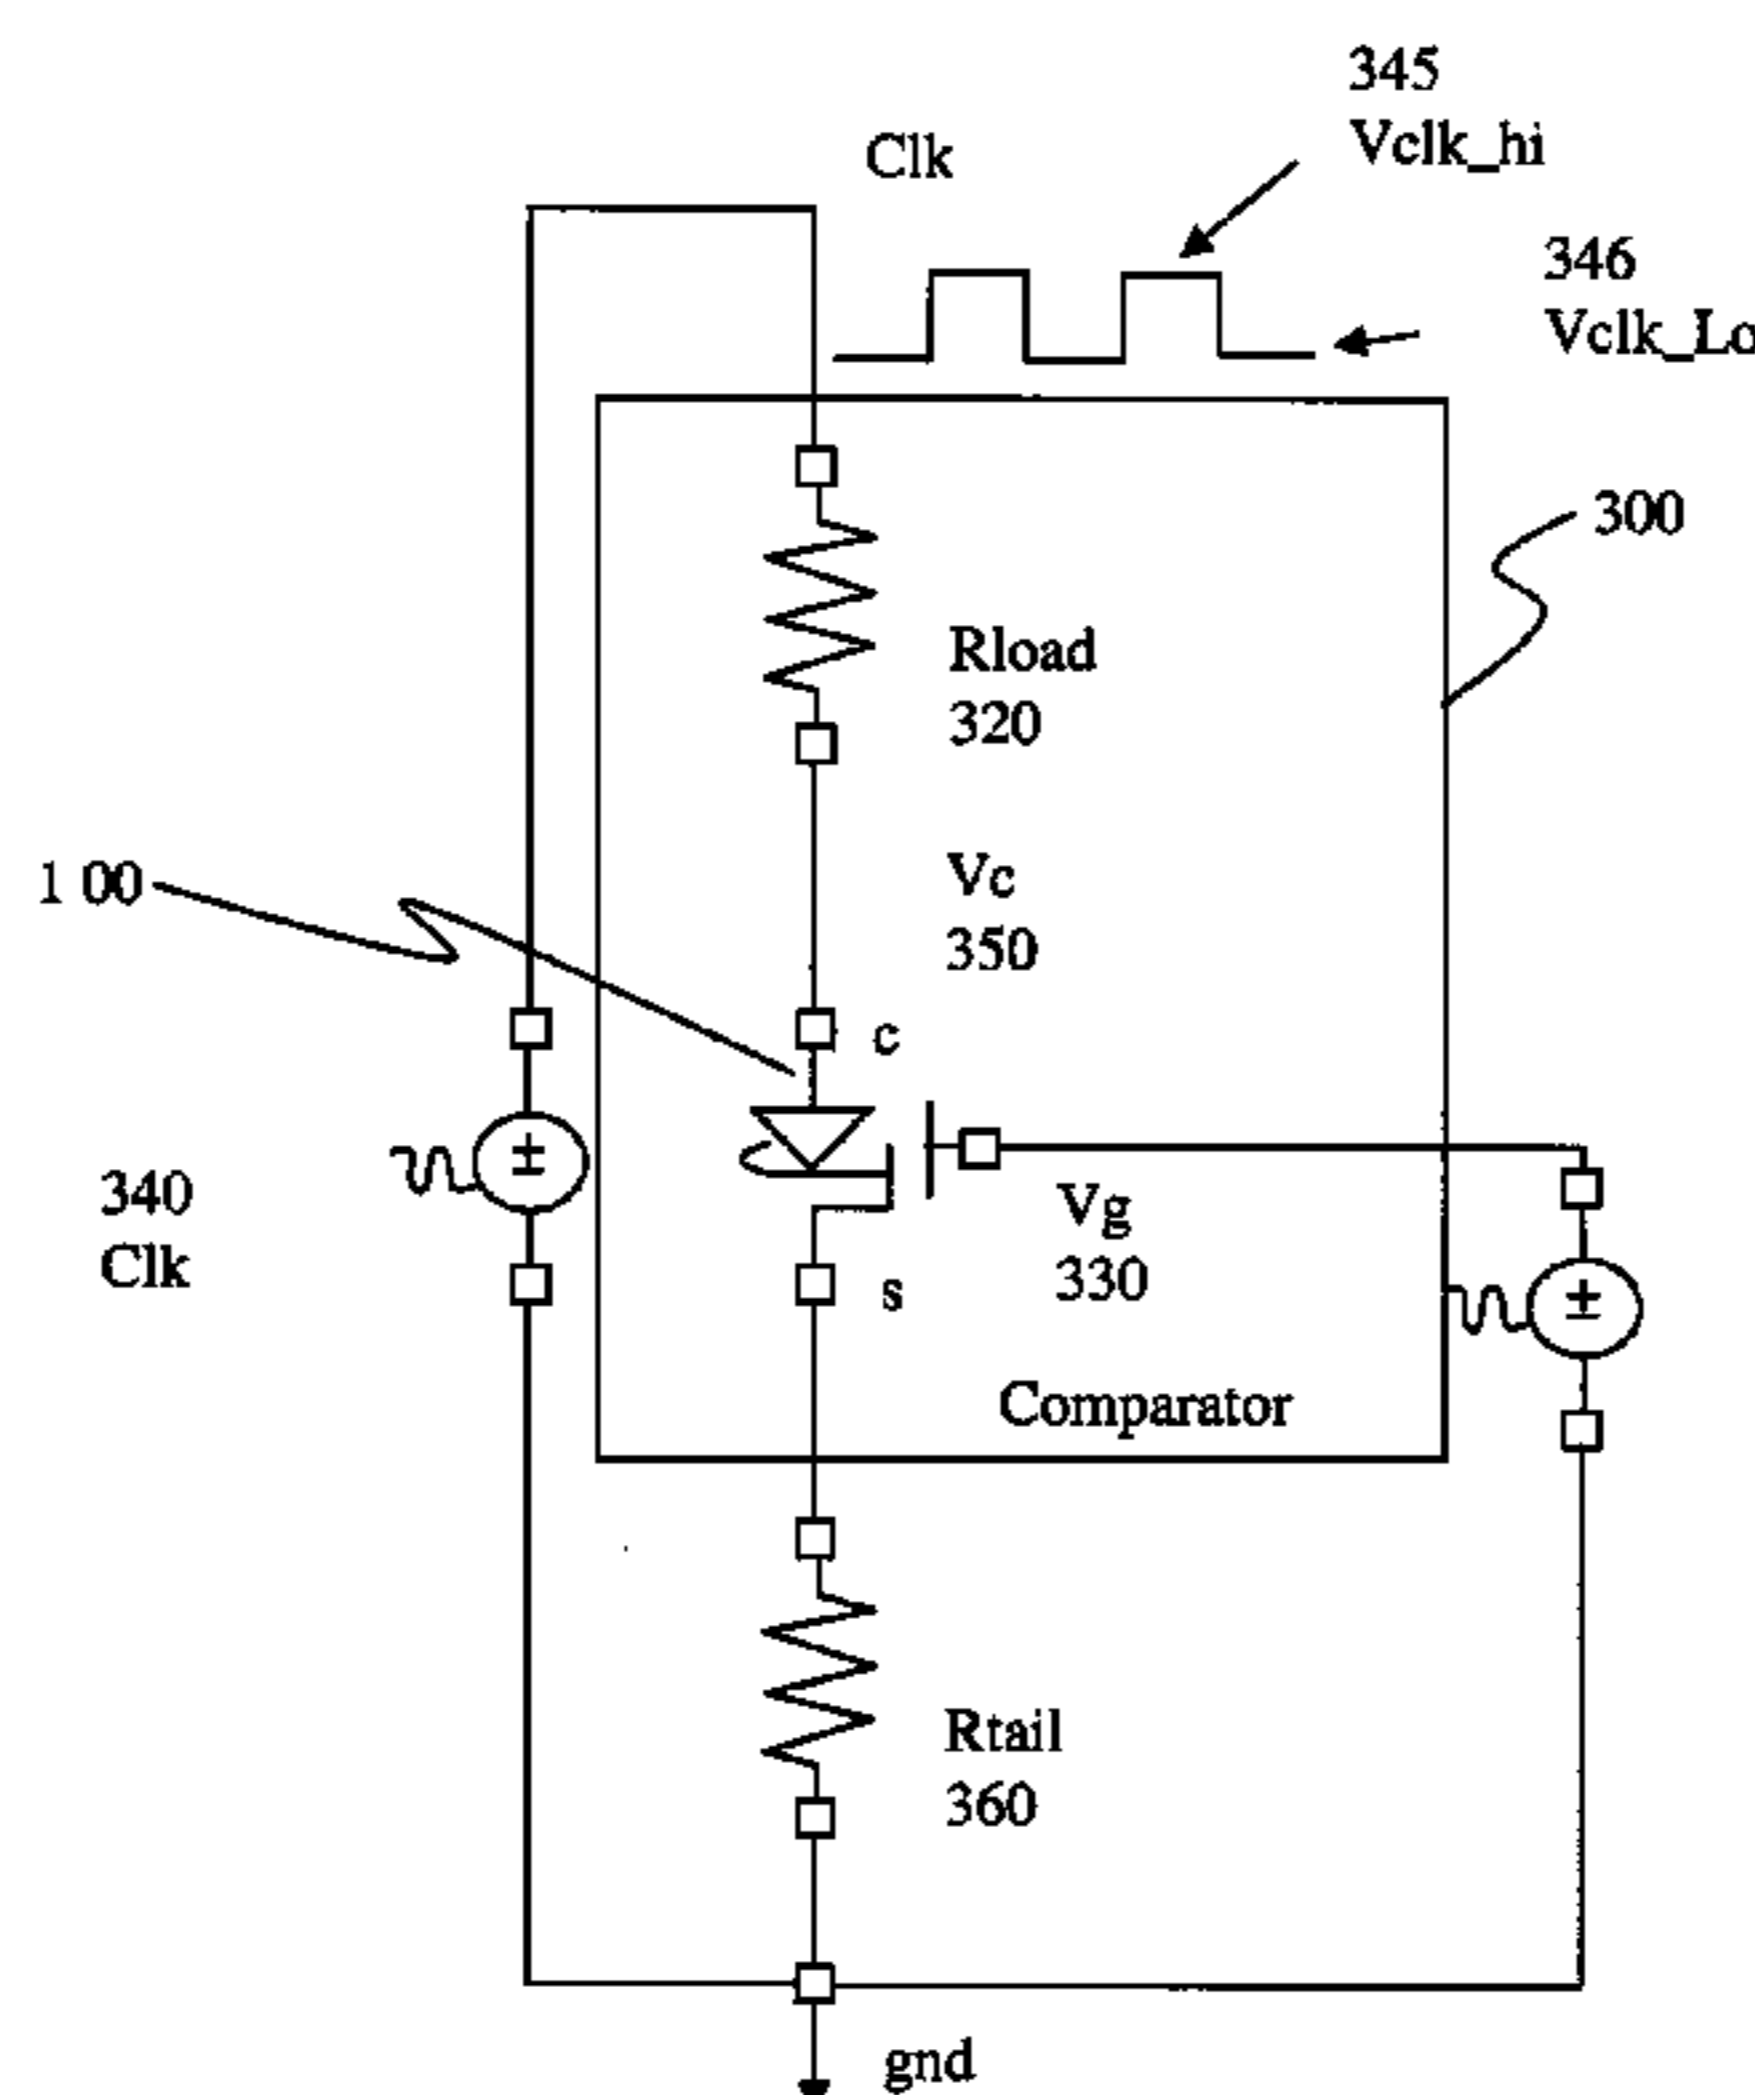 345
Vclk_hi
Clk
346
Vclk_Lo
300
Rload
320
1 00
Vc
350
c
340
Clk
Vg
330
s
±
±
Comparator
Rtail
360
gnd